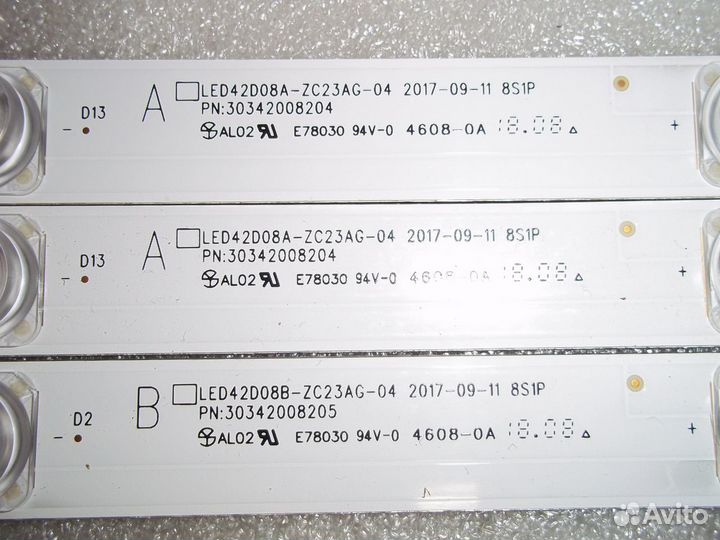 A LED42D08A-ZC23AG-04 2017-09-11 8S1P
PN:30342008204
D13
- AL02 E78030 94V-0 4608-0A 18.08 +
A LED42D08A-ZC23AG-04 2017-09-11 8S1P
PN:30342008204
D13
- AL02 E78030 94V-0 4608-0A 18.08 +
B LED42D08B-ZC23AG-04 2017-09-11 8S1P
PN:30342008205
D2
- AL02 E78030 94V-0 4608-0A 18.08 +
Avito